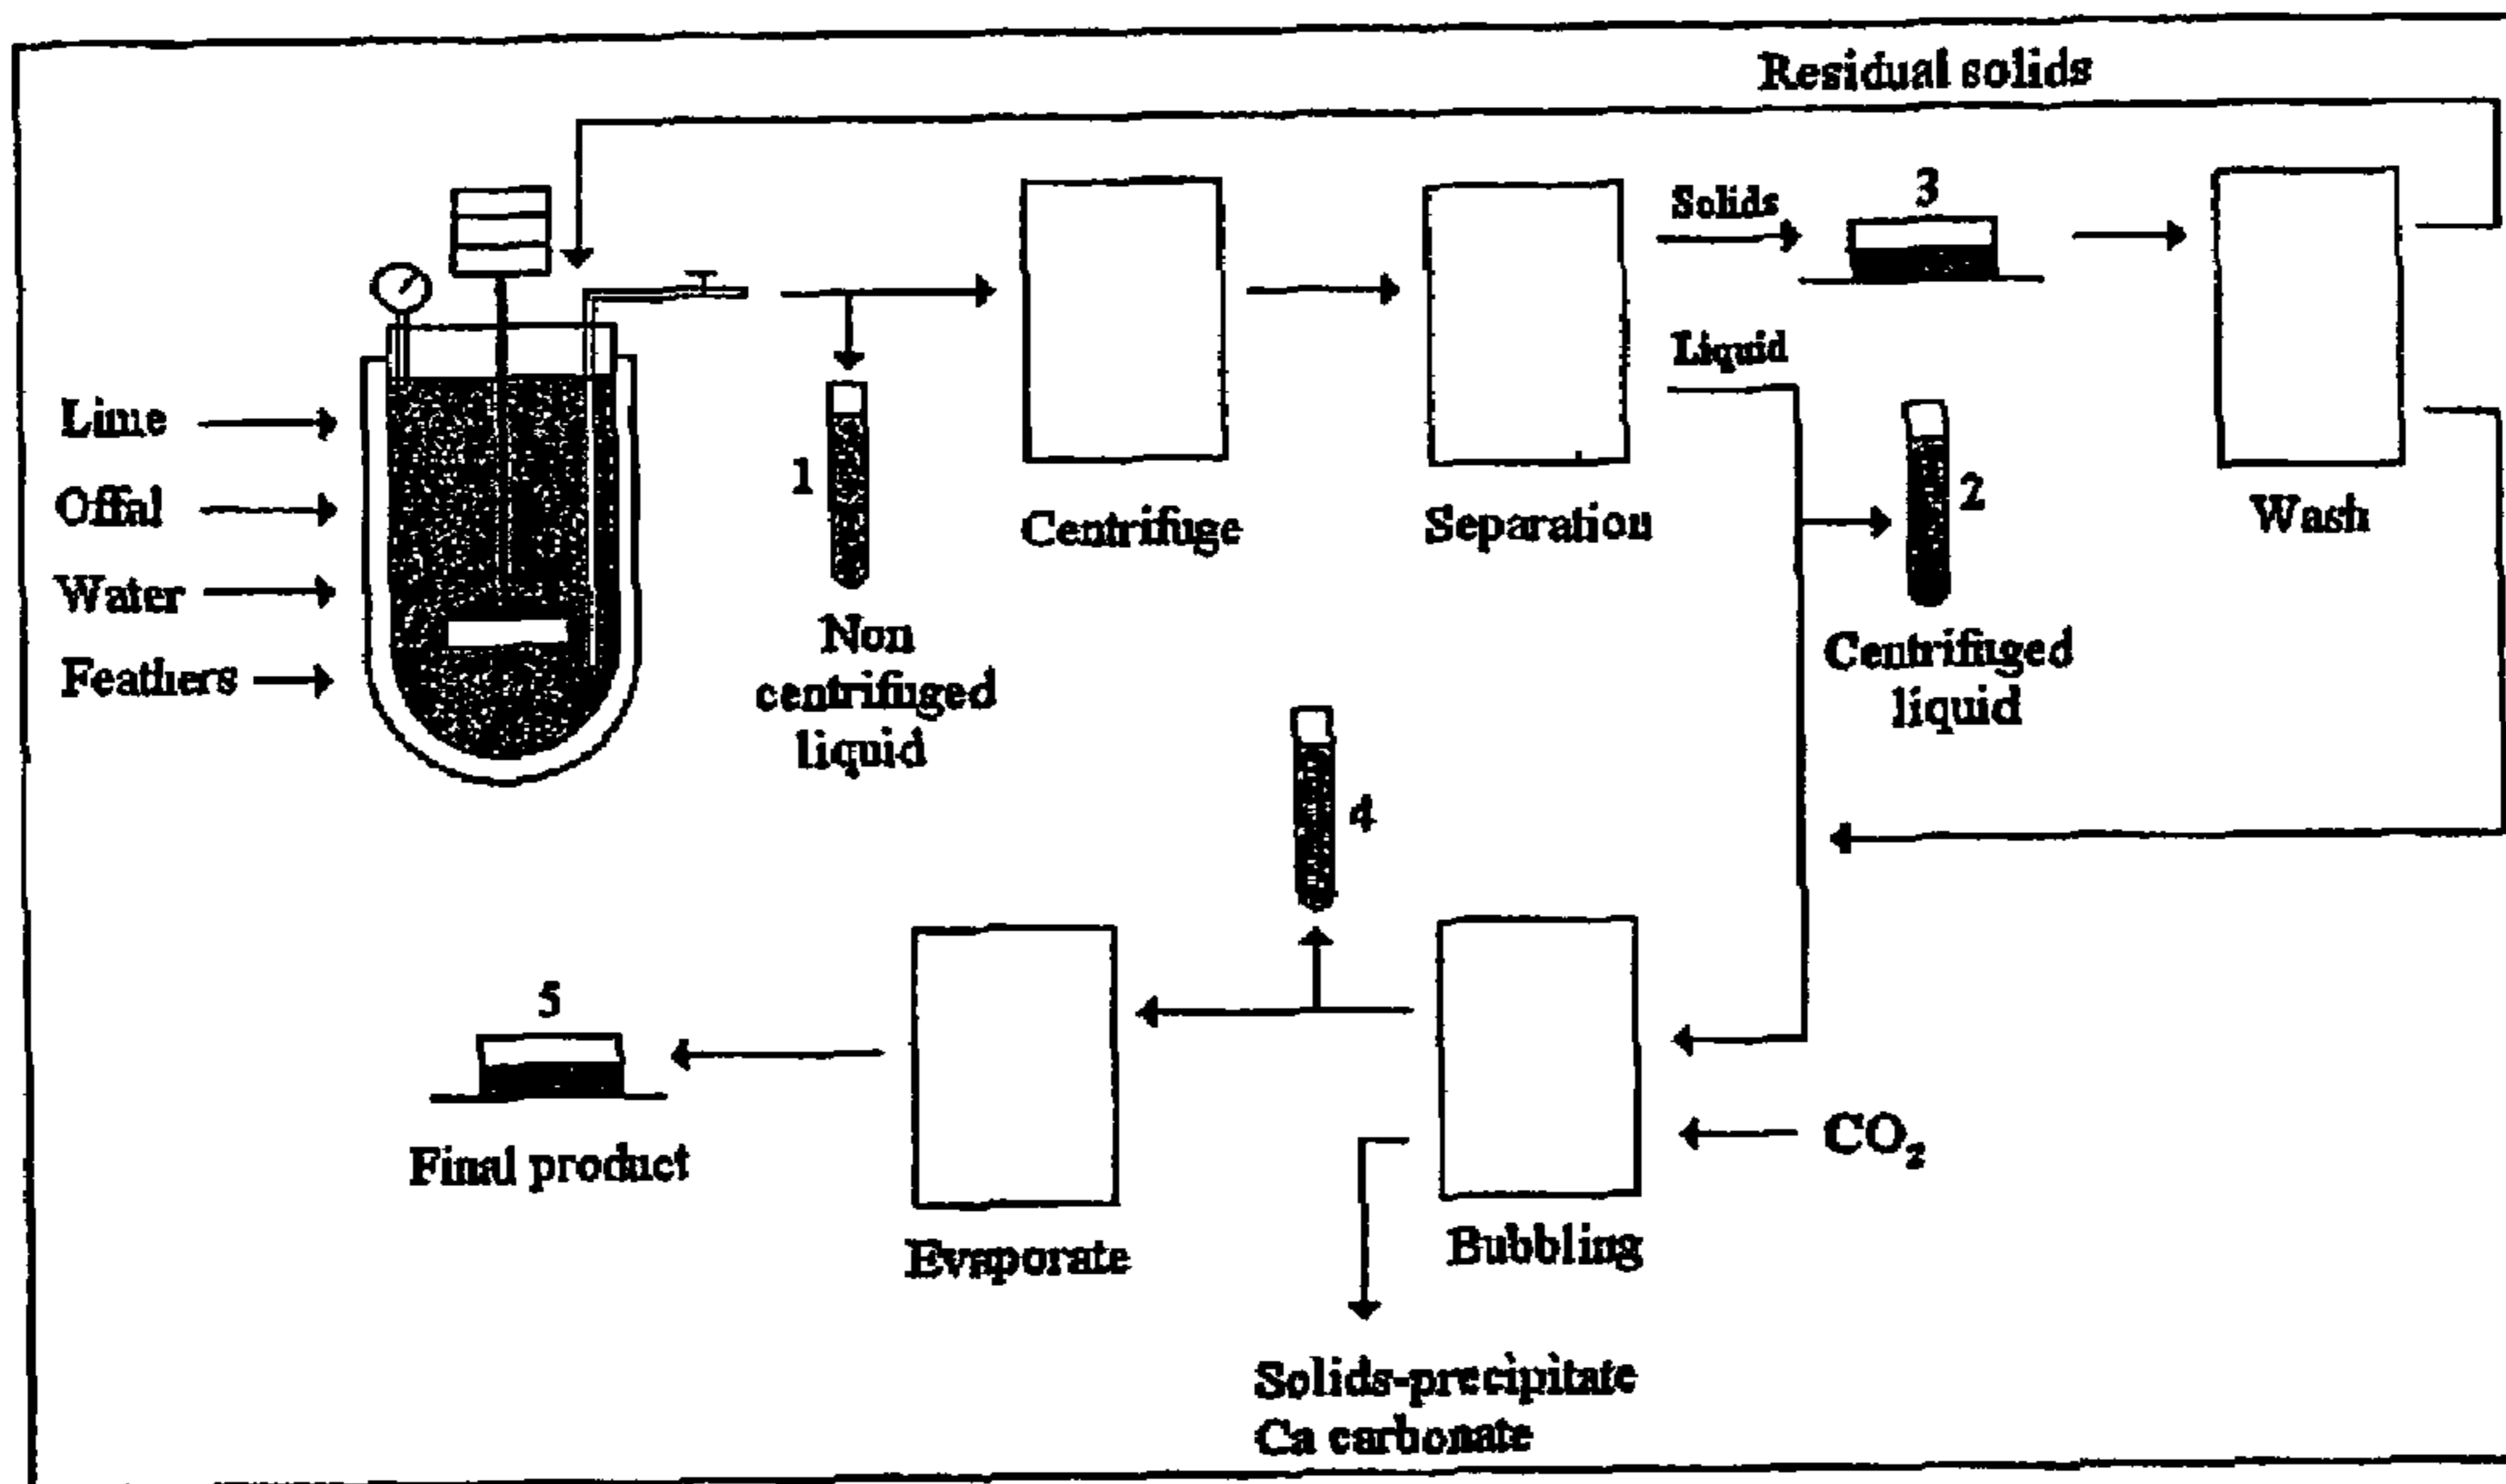 Residual solids
Solids
3
Liquid
Lime
Offal
Water
Feathers
1
Non
centrifuged
liquid
Centrifuge
Separation
2
Centrifuged
liquid
Wash
4
5
Final product
Evaporate
Bubbling
CO₂
Solids-precipitate
Ca carbonate